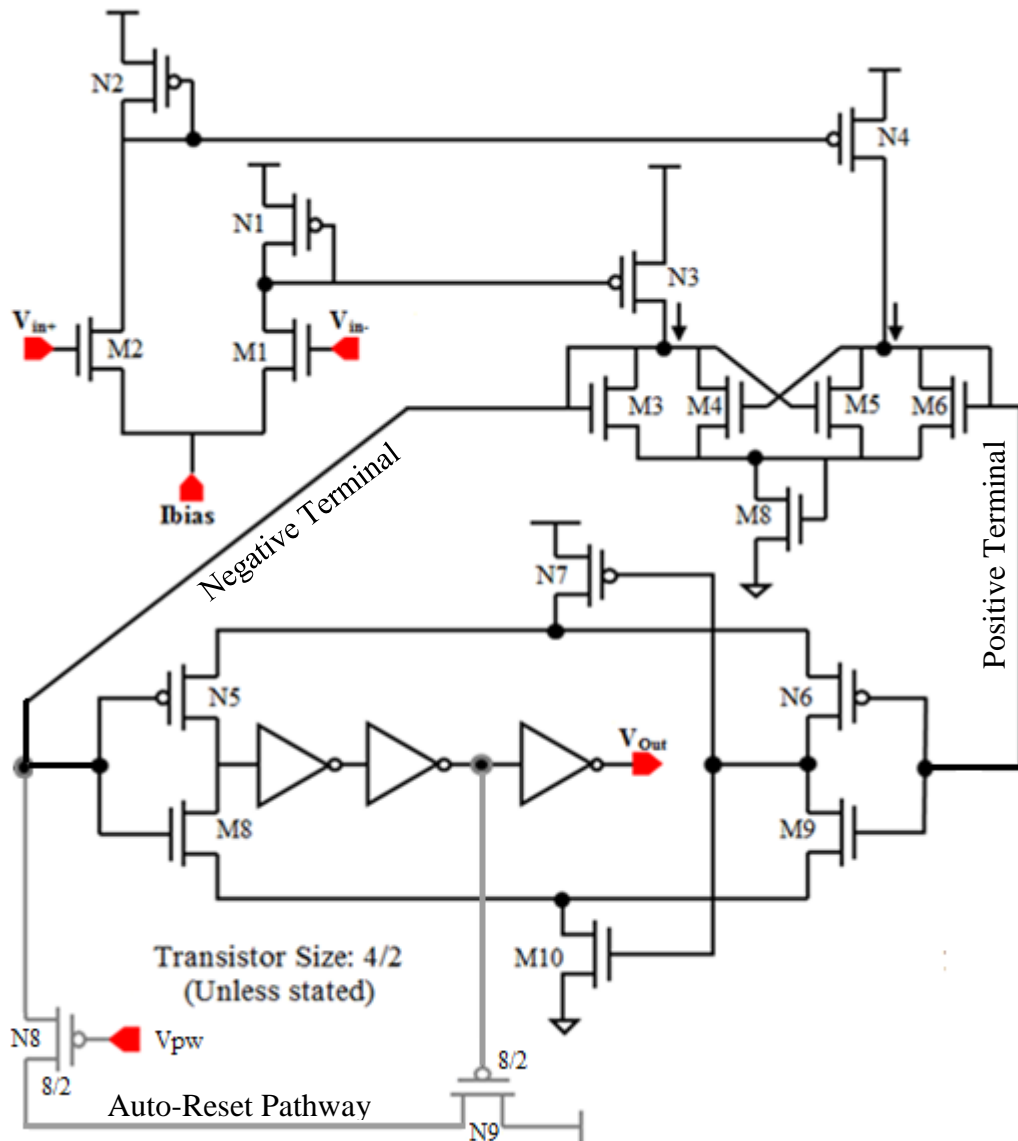 N2
N4
N1
N3
Vin+
M2
M1
Vin-
M3
M4
M5
M6
Ibias
Negative Terminal
M8
Positive Terminal
N7
N5
N6
VOut
M8
M9
Transistor Size: 4/2
(Unless stated)
M10
N8
Vpw
8/2
8/2
Auto-Reset Pathway
N9